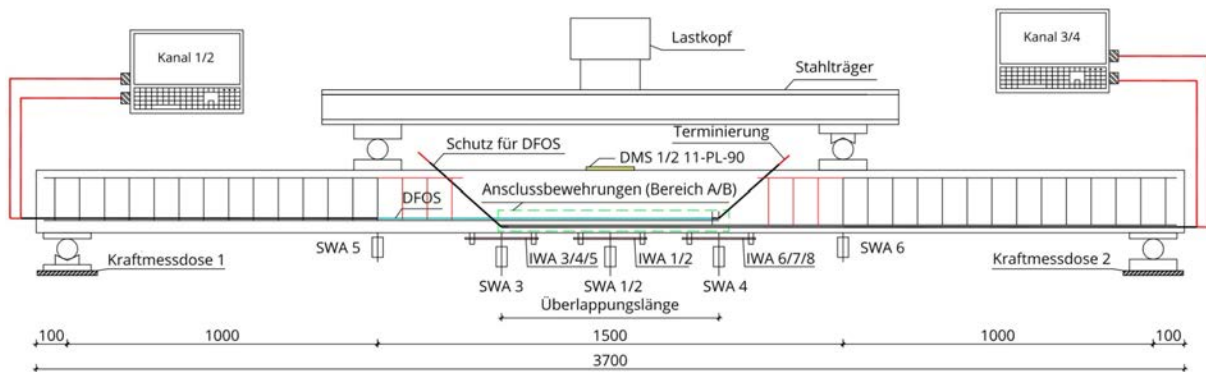 Kanal 1/2
Lastkopf
Kanal 3/4
Stahlträger
Schutz für DFOS
Terminierung
DMS 1/2 11-PL-90
Ansclussbewehrungen (Bereich A/B)
DFOS
SWA 5
IWA 3/4/5
IWA 1/2
IWA 6/7/8
SWA 6
Kraftmessdose 1
Kraftmessdose 2
SWA 3
SWA 1/2
SWA 4
Überlappungslänge
100
1000
1500
1000
100
3700